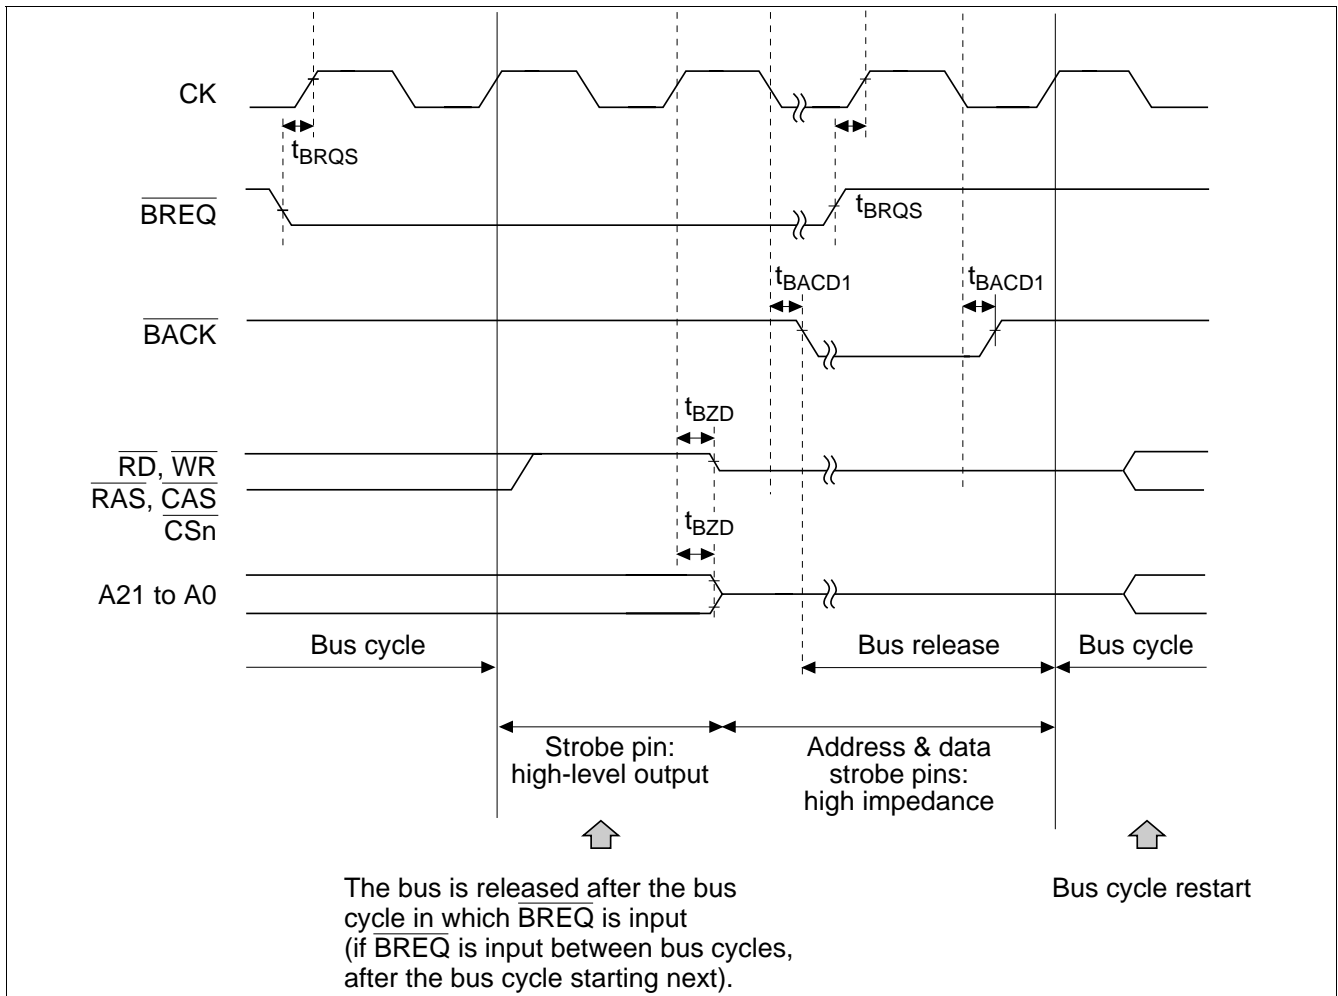 CK
tBRQS
BREQ
tBRQS
tBACD1
tBACD1
BACK
tBZD
RD, WR
RAS, CAS
CSn
tBZD
A21 to A0
Bus cycle
Bus release
Bus cycle
Strobe pin:
high-level output
Address & data
strobe pins:
high impedance
The bus is released after the bus
cycle in which BREQ is input
(if BREQ is input between bus cycles,
after the bus cycle starting next).
Bus cycle restart